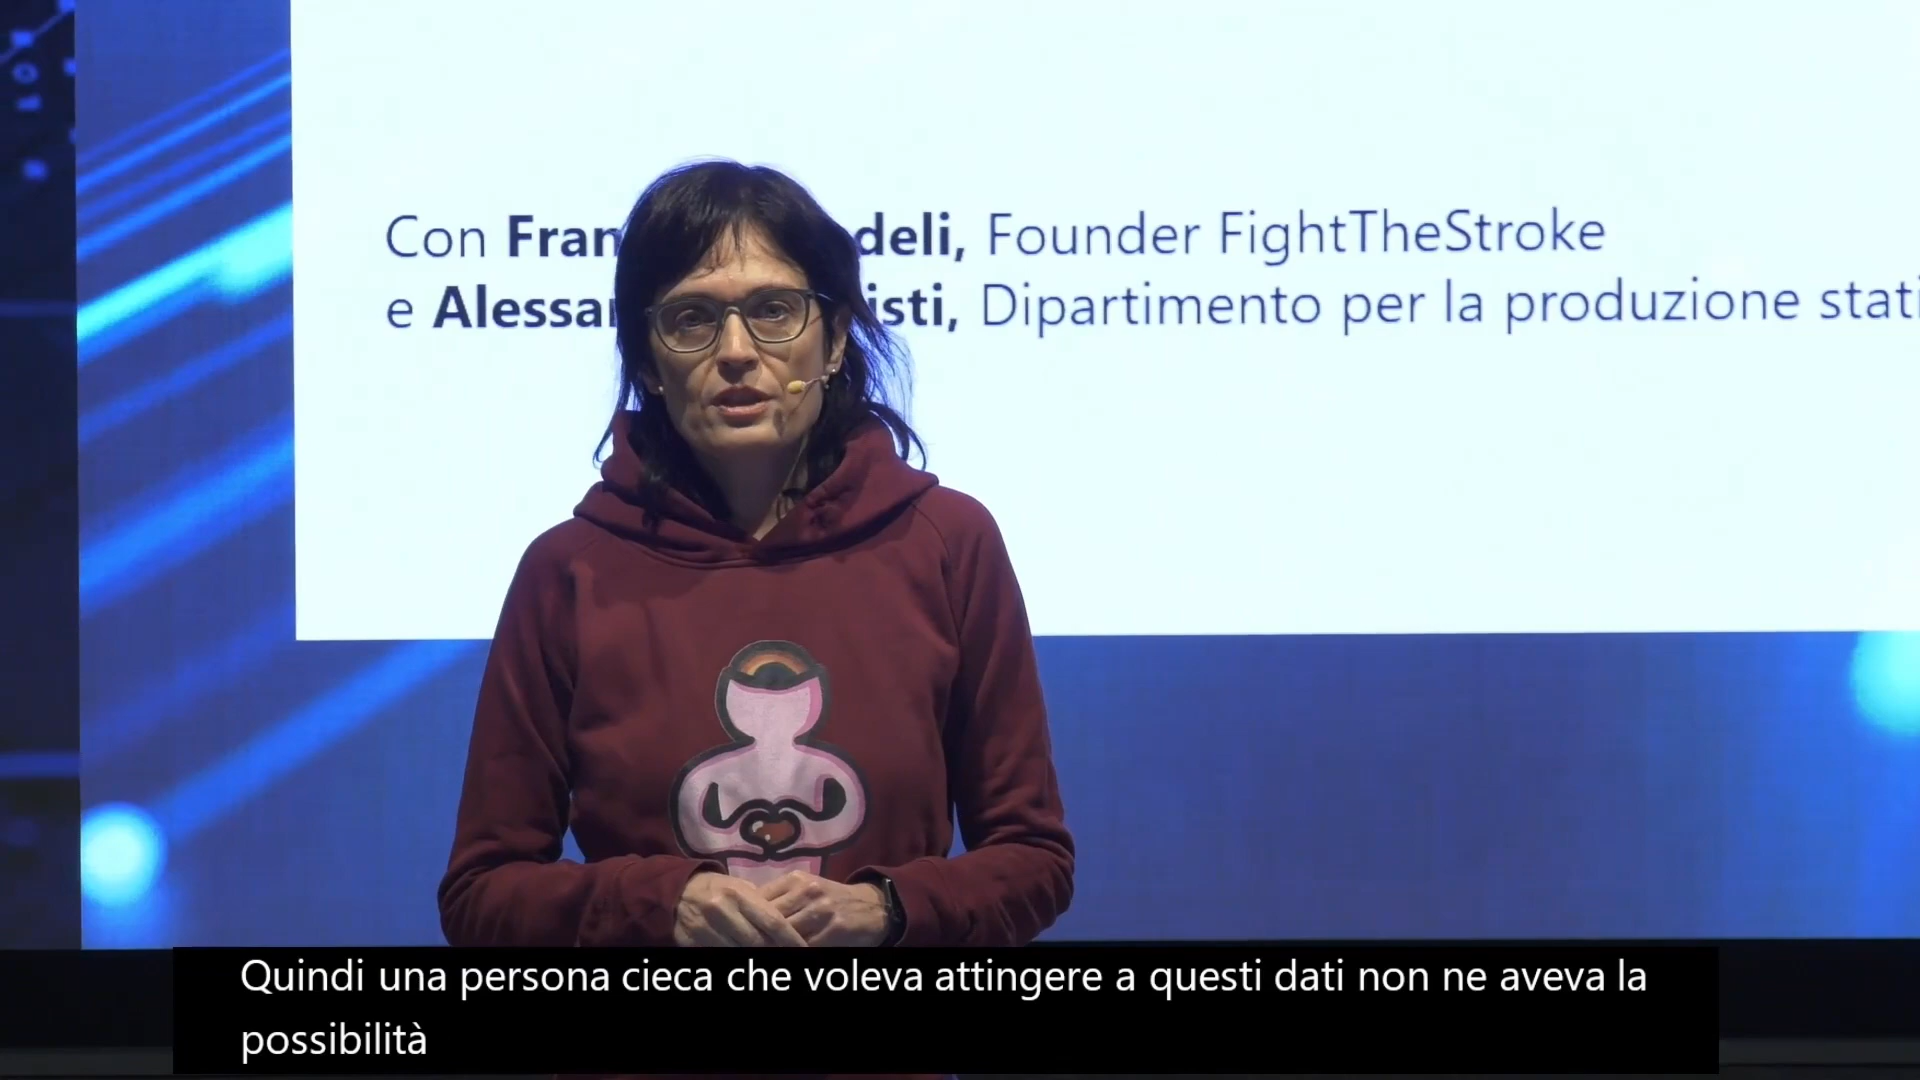 Con Fran deli, Founder FightTheStroke
e Alessan isti, Dipartimento per la produzione stati
Quindi una persona cieca che voleva attingere a questi dati non ne aveva la
possibilità